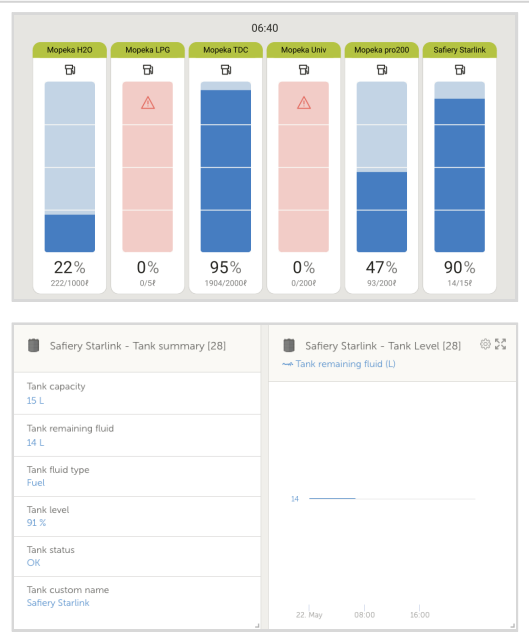 06:40
Mopeka H2O
Mopeka LPG
Mopeka TDC
Mopeka Univ
Mopeka pro200
Safiery Starlink
22%
0%
95%
0%
47%
90%
222/1000ℓ
0/5ℓ
1904/2000ℓ
0/200ℓ
93/200ℓ
14/15ℓ
Safiery Starlink - Tank summary [28]
Tank capacity
15 L
Tank remaining fluid
14 L
Tank fluid type
Fuel
Tank level
91 %
Tank status
OK
Tank custom name
Safiery Starlink
Safiery Starlink - Tank Level [28]
Tank remaining fluid (L)
14
22. May
08:00
16:00